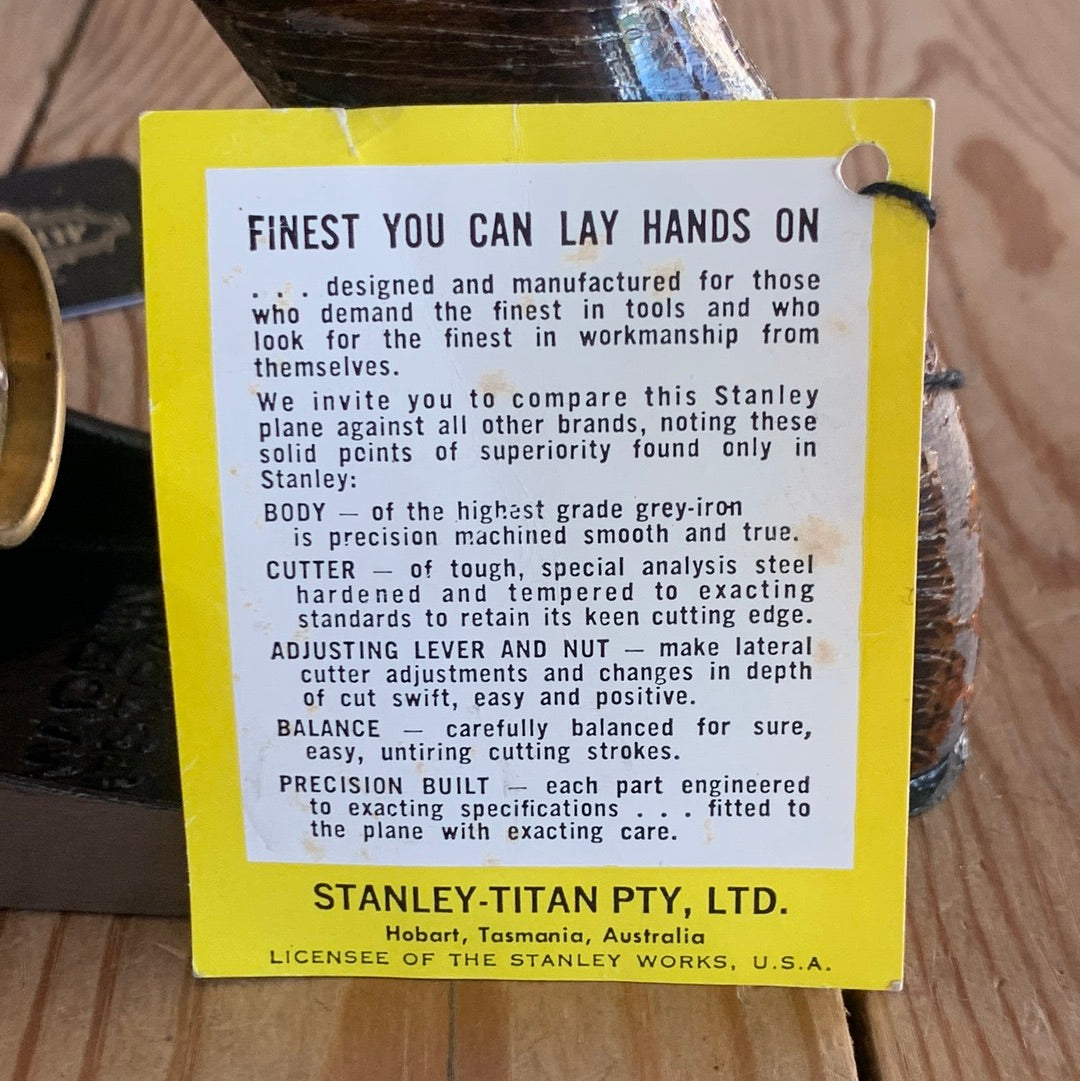 FINEST YOU CAN LAY HANDS ON
. . . designed and manufactured for those
who demand the finest in tools and who
look for the finest in workmanship from
themselves.
We invite you to compare this Stanley
plane against all other brands, noting these
solid points of superiority found only in
Stanley:
BODY — of the highest grade grey-iron
is precision machined smooth and true.
CUTTER — of tough, special analysis steel
hardened and tempered to exacting
standards to retain its keen cutting edge.
ADJUSTING LEVER AND NUT — make lateral
cutter adjustments and changes in depth
of cut swift, easy and positive.
BALANCE — carefully balanced for sure,
easy, untiring cutting strokes.
PRECISION BUILT — each part engineered
to exacting specifications . . . fitted to
the plane with exacting care.
STANLEY-TITAN PTY, LTD.
Hobart, Tasmania, Australia
LICENSEE OF THE STANLEY WORKS, U.S.A.